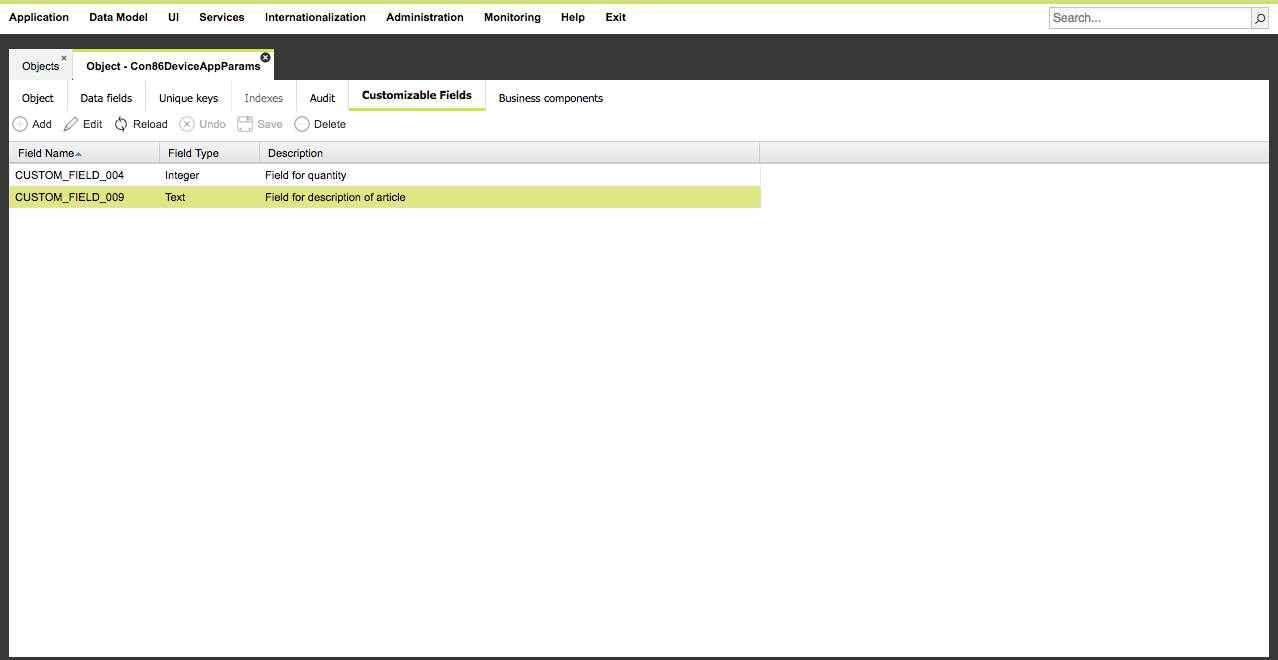 Application Data Model UI Services Internationalization Administration Monitoring Help Exit Search...
Objects Object - Con86DeviceAppParams
Object Data fields Unique keys Indexes Audit Customizable Fields Business components
Add Edit Reload Undo Save Delete
Field Name Field Type Description
CUSTOM_FIELD_004 Integer Field for quantity
CUSTOM_FIELD_009 Text Field for description of article